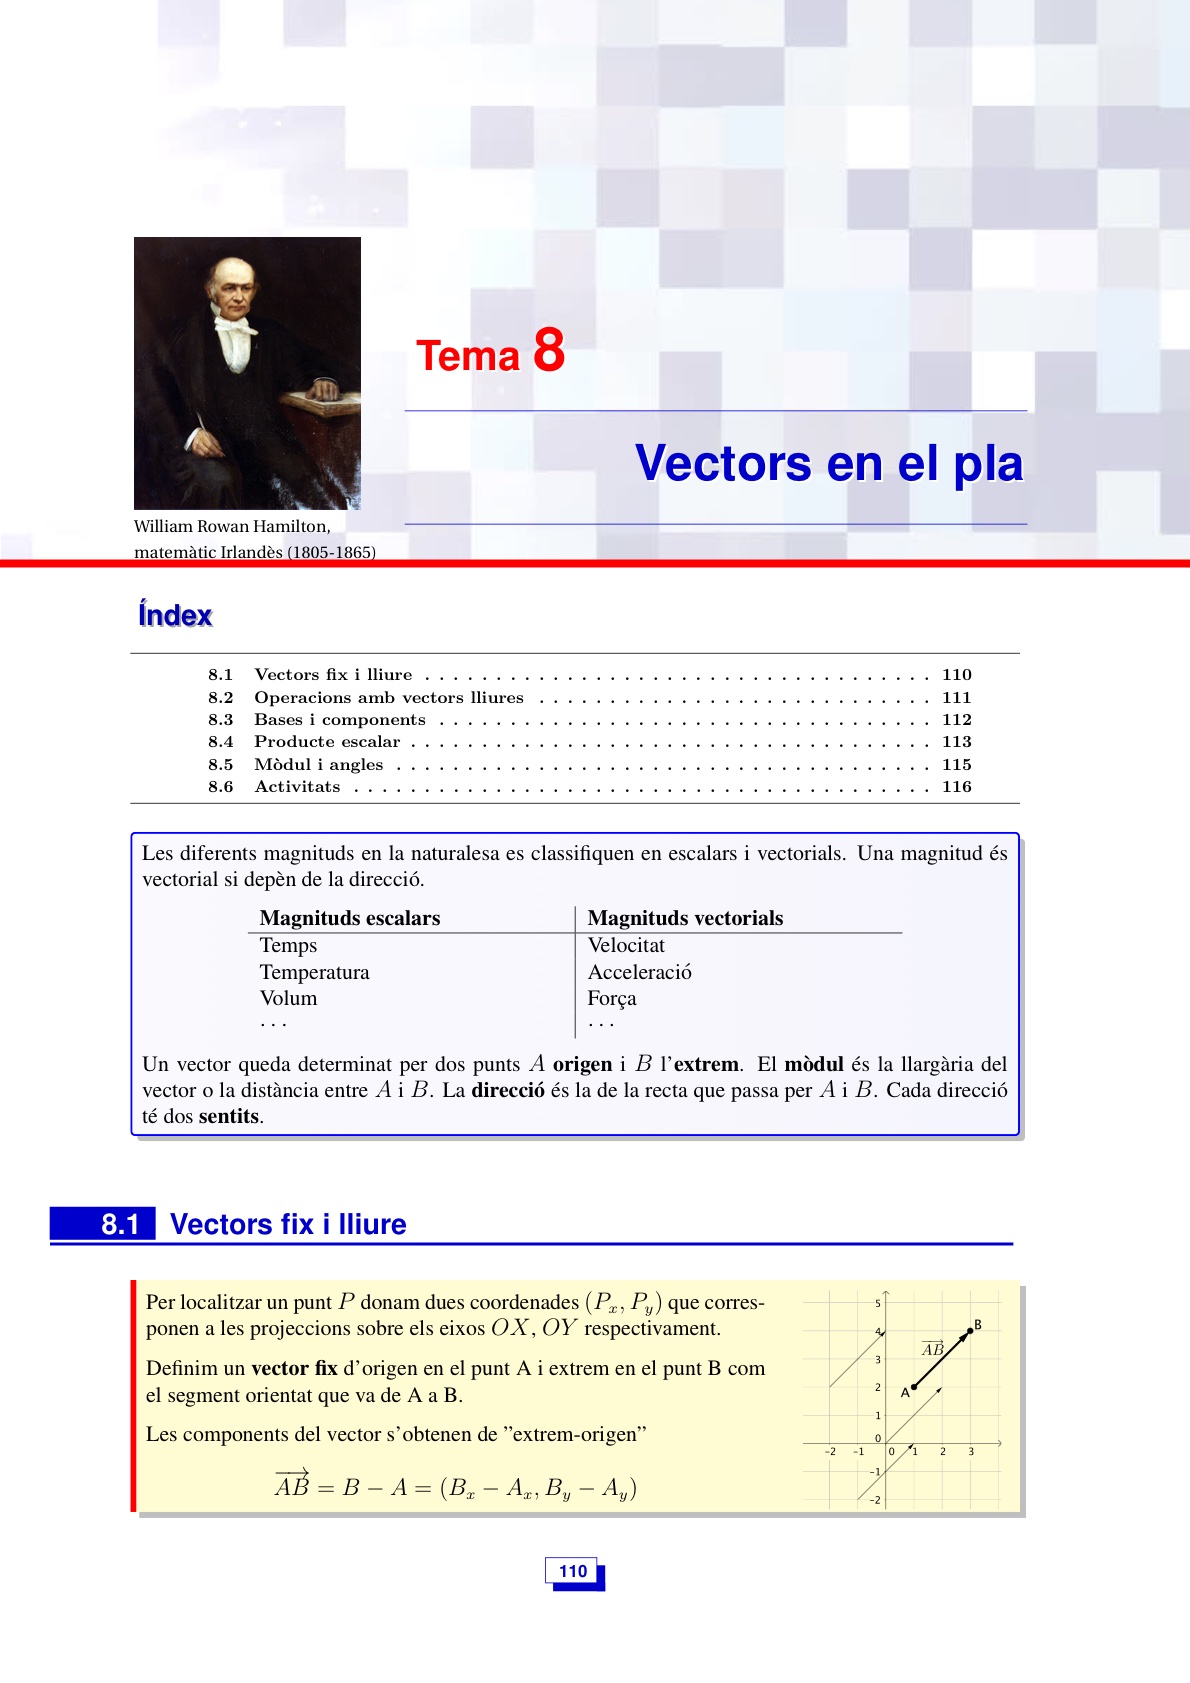 Tema 8
Vectors en el pla
William Rowan Hamilton,
matemàtic Irlandès (1805-1865)
Índex
8.1 Vectors fix i lliure . . . . . . . . . . . . . . . . . . . . . . . . . . . . . . . . . . . . 110
8.2 Operacions amb vectors lliures . . . . . . . . . . . . . . . . . . . . . . . . . . . . 111
8.3 Bases i components . . . . . . . . . . . . . . . . . . . . . . . . . . . . . . . . . . . 112
8.4 Producte escalar . . . . . . . . . . . . . . . . . . . . . . . . . . . . . . . . . . . . . 113
8.5 Mòdul i angles . . . . . . . . . . . . . . . . . . . . . . . . . . . . . . . . . . . . . . 115
8.6 Activitats . . . . . . . . . . . . . . . . . . . . . . . . . . . . . . . . . . . . . . . . . 116
Les diferents magnituds en la naturalesa es classifiquen en escalars i vectorials. Una magnitud és
vectorial si depèn de la direcció.
Magnituds escalars Magnituds vectorials
Temps Velocitat
Temperatura Acceleració
Volum Força
. . . . . .
Un vector queda determinat per dos punts A origen i B l'extrem. El mòdul és la llargària del
vector o la distància entre A i B. La direcció és la de la recta que passa per A i B. Cada direcció
té dos sentits.
8.1 Vectors fix i lliure
Per localitzar un punt P donam dues coordenades (Px, Py) que corres-
ponen a les projeccions sobre els eixos OX, OY respectivament.
Definim un vector fix d'origen en el punt A i extrem en el punt B com
el segment orientat que va de A a B.
Les components del vector s'obtenen de ”extrem-origen”
AB⃗ = B − A = (Bx − Ax, By − Ay)
5
4
3
2
1
0
−1
−2
−2 −1 0 1 2 3
A
B
AB⃗
110